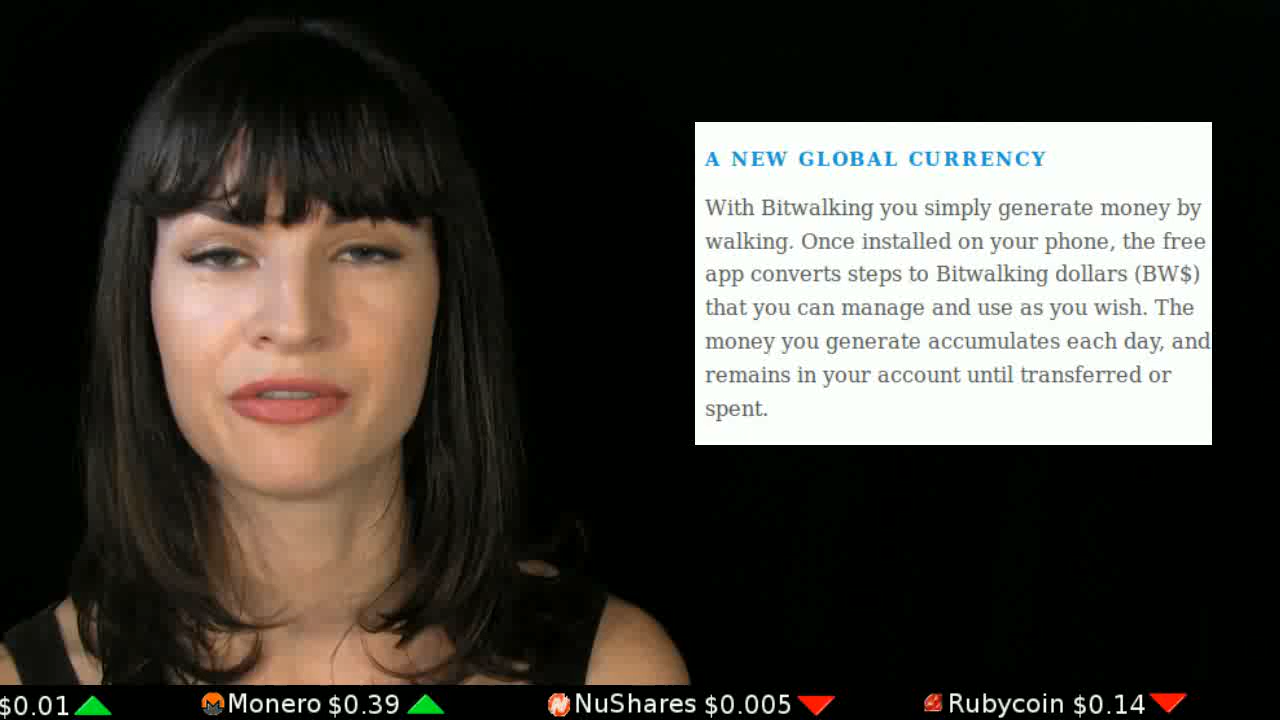 A NEW GLOBAL CURRENCY
With Bitwalking you simply generate money by
walking. Once installed on your phone, the free
app converts steps to Bitwalking dollars (BW$)
that you can manage and use as you wish. The
money you generate accumulates each day, and
remains in your account until transferred or
spent.
$0.01 Monero $0.39 NuShares $0.005 Rubycoin $0.14